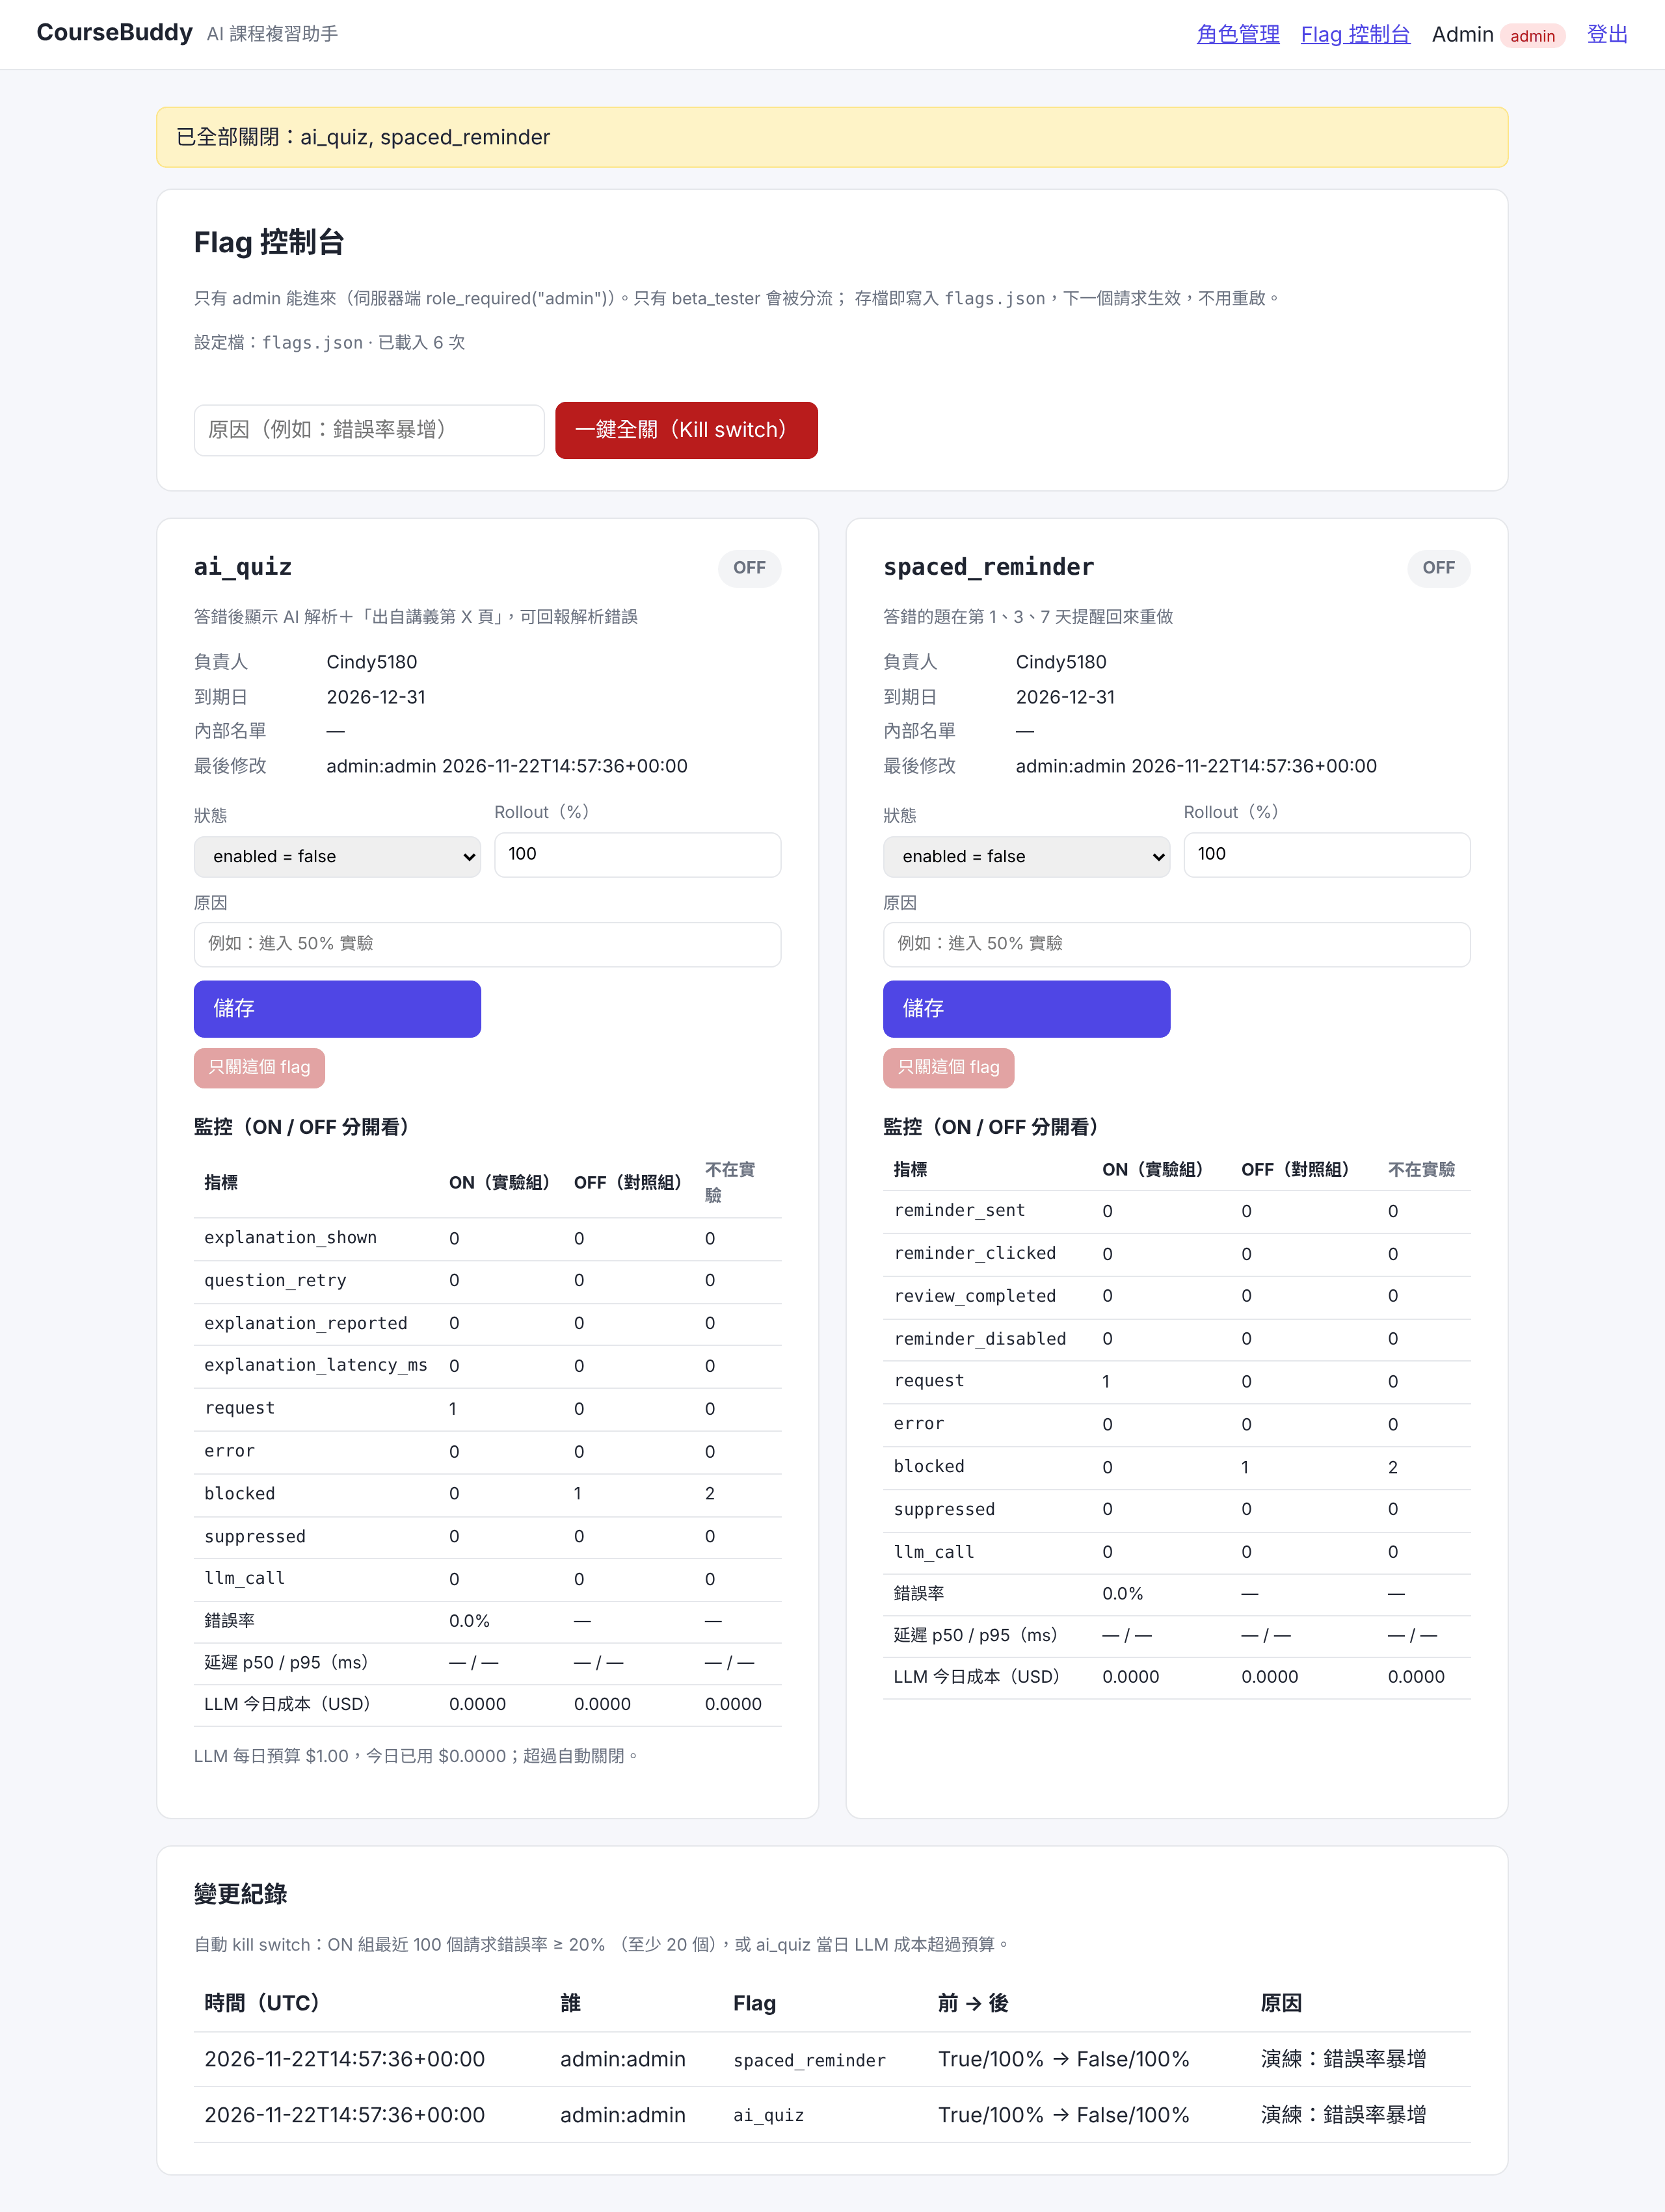 CourseBuddy AI 課程複習助手 角色管理 Flag 控制台 Admin admin 登出
已全部關閉：ai_quiz, spaced_reminder
Flag 控制台
只有 admin 能進來（伺服器端 role_required("admin")）。只有 beta_tester 會被分流； 存檔即寫入 flags.json，下一個請求生效，不用重啟。
設定檔：flags.json · 已載入 6 次
原因（例如：錯誤率暴增） 一鍵全關（Kill switch）
ai_quiz OFF
答錯後顯示 AI 解析＋「出自講義第 X 頁」，可回報解析錯誤
負責人 Cindy5180
到期日 2026-12-31
內部名單 —
最後修改 admin:admin 2026-11-22T14:57:36+00:00
狀態 Rollout（%）
enabled = false 100
原因
例如：進入 50% 實驗
儲存
只關這個 flag
監控（ON / OFF 分開看）
指標 ON（實驗組） OFF（對照組） 不在實
驗
explanation_shown 0 0 0
question_retry 0 0 0
explanation_reported 0 0 0
explanation_latency_ms 0 0 0
request 1 0 0
error 0 0 0
blocked 0 1 2
suppressed 0 0 0
llm_call 0 0 0
錯誤率 0.0% — —
延遲 p50 / p95（ms） — / — — / — — / —
LLM 今日成本（USD） 0.0000 0.0000 0.0000
LLM 每日預算 $1.00，今日已用 $0.0000；超過自動關閉。
spaced_reminder OFF
答錯的題在第 1、3、7 天提醒回來重做
負責人 Cindy5180
到期日 2026-12-31
內部名單 —
最後修改 admin:admin 2026-11-22T14:57:36+00:00
狀態 Rollout（%）
enabled = false 100
原因
例如：進入 50% 實驗
儲存
只關這個 flag
監控（ON / OFF 分開看）
指標 ON（實驗組） OFF（對照組） 不在實驗
reminder_sent 0 0 0
reminder_clicked 0 0 0
review_completed 0 0 0
reminder_disabled 0 0 0
request 1 0 0
error 0 0 0
blocked 0 1 2
suppressed 0 0 0
llm_call 0 0 0
錯誤率 0.0% — —
延遲 p50 / p95（ms） — / — — / — — / —
LLM 今日成本（USD） 0.0000 0.0000 0.0000
變更紀錄
自動 kill switch：ON 組最近 100 個請求錯誤率 ≥ 20% （至少 20 個），或 ai_quiz 當日 LLM 成本超過預算。
時間（UTC） 誰 Flag 前 → 後 原因
2026-11-22T14:57:36+00:00 admin:admin spaced_reminder True/100% → False/100% 演練：錯誤率暴增
2026-11-22T14:57:36+00:00 admin:admin ai_quiz True/100% → False/100% 演練：錯誤率暴增